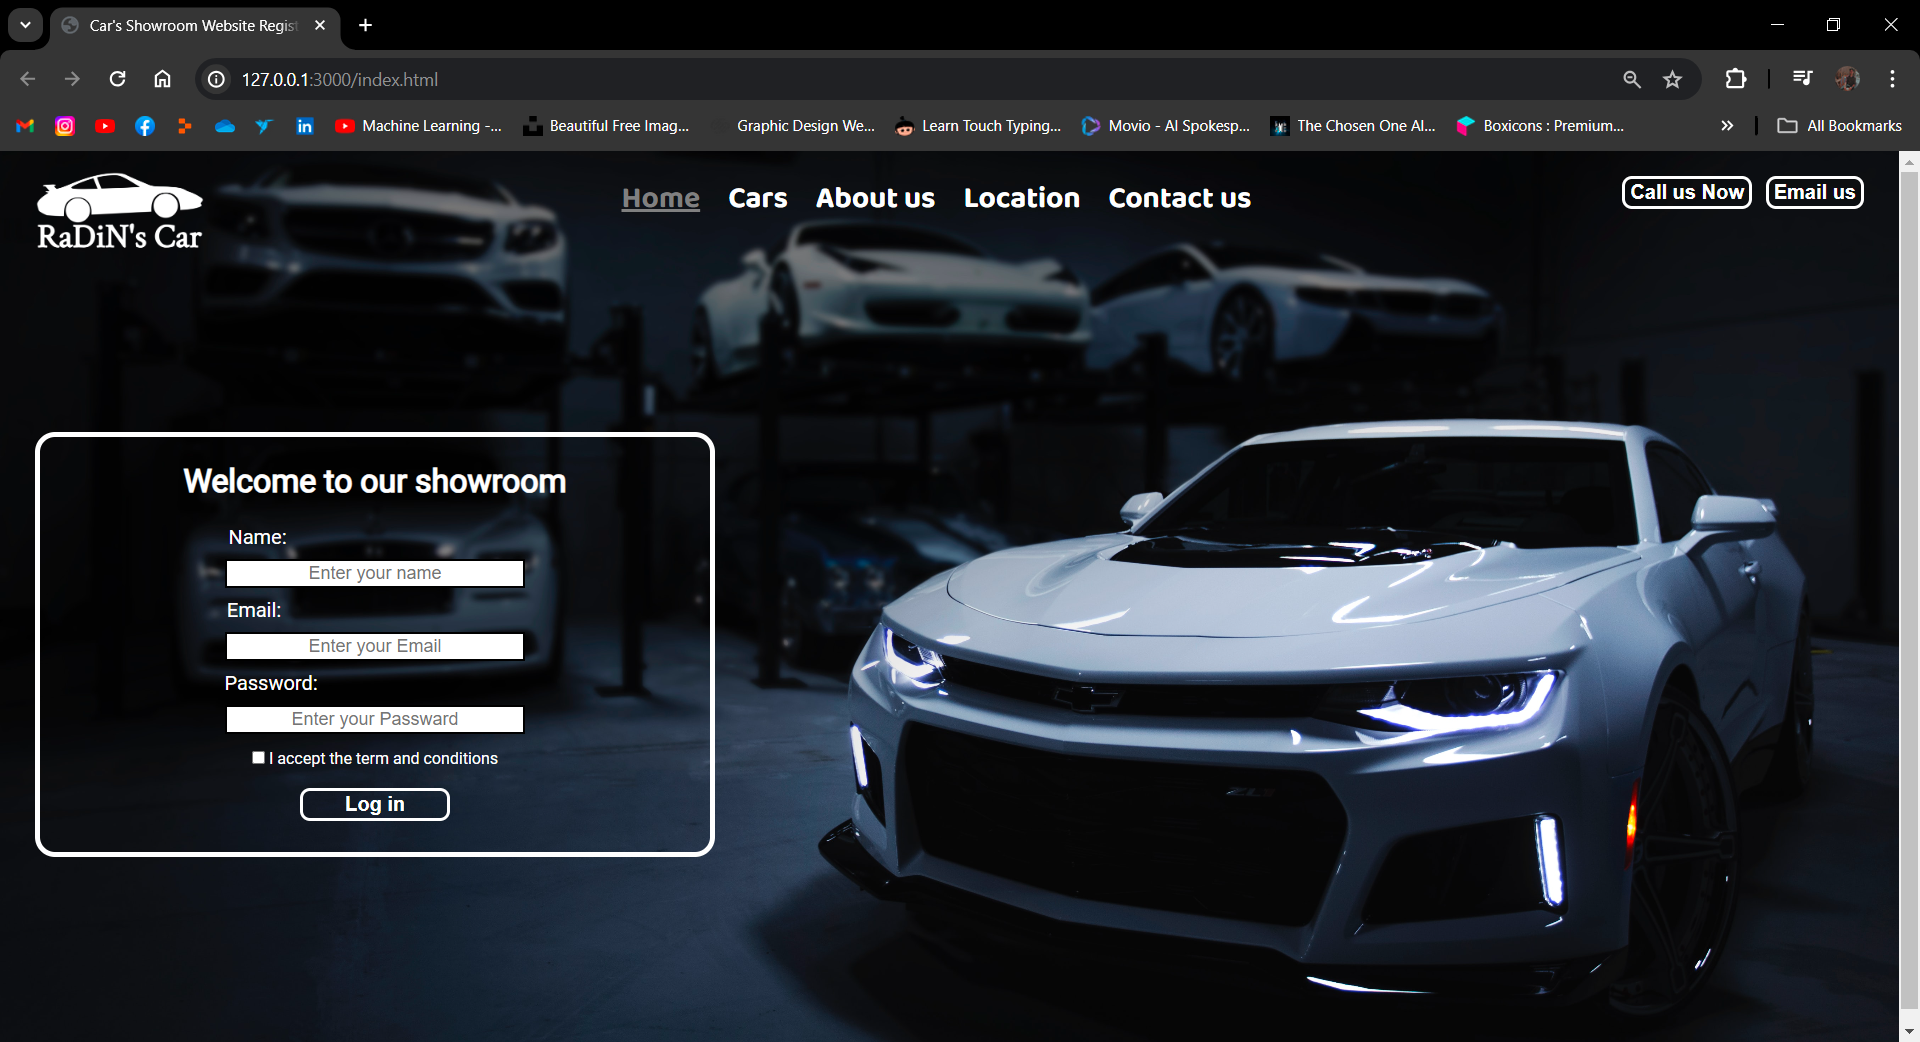 Car's Showroom Website Regist
127.0.0.1:3000/index.html
Machine Learning -... Beautiful Free Imag... Graphic Design We... Learn Touch Typing... Movio - AI Spokesp... The Chosen One Al... Boxicons : Premium... All Bookmarks
RaDiN's Car
Home Cars About us Location Contact us
Call us Now Email us
Welcome to our showroom
Name:
Enter your name
Email:
Enter your Email
Password:
Enter your Password
I accept the term and conditions
Log in